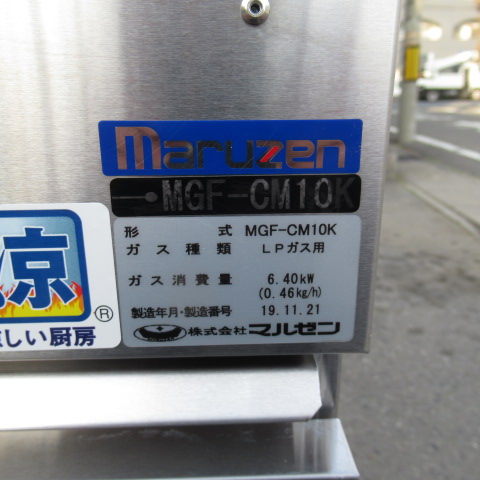 maruzen
MGF-CM10K
形 式 MGF-CM10K
ガス種類 LPガス用
ガス消費量 6.40kW
(0.46kg/h)
製造年月・製造番号 19.11.21
株式会社 マルゼン
涼
®
しい厨房